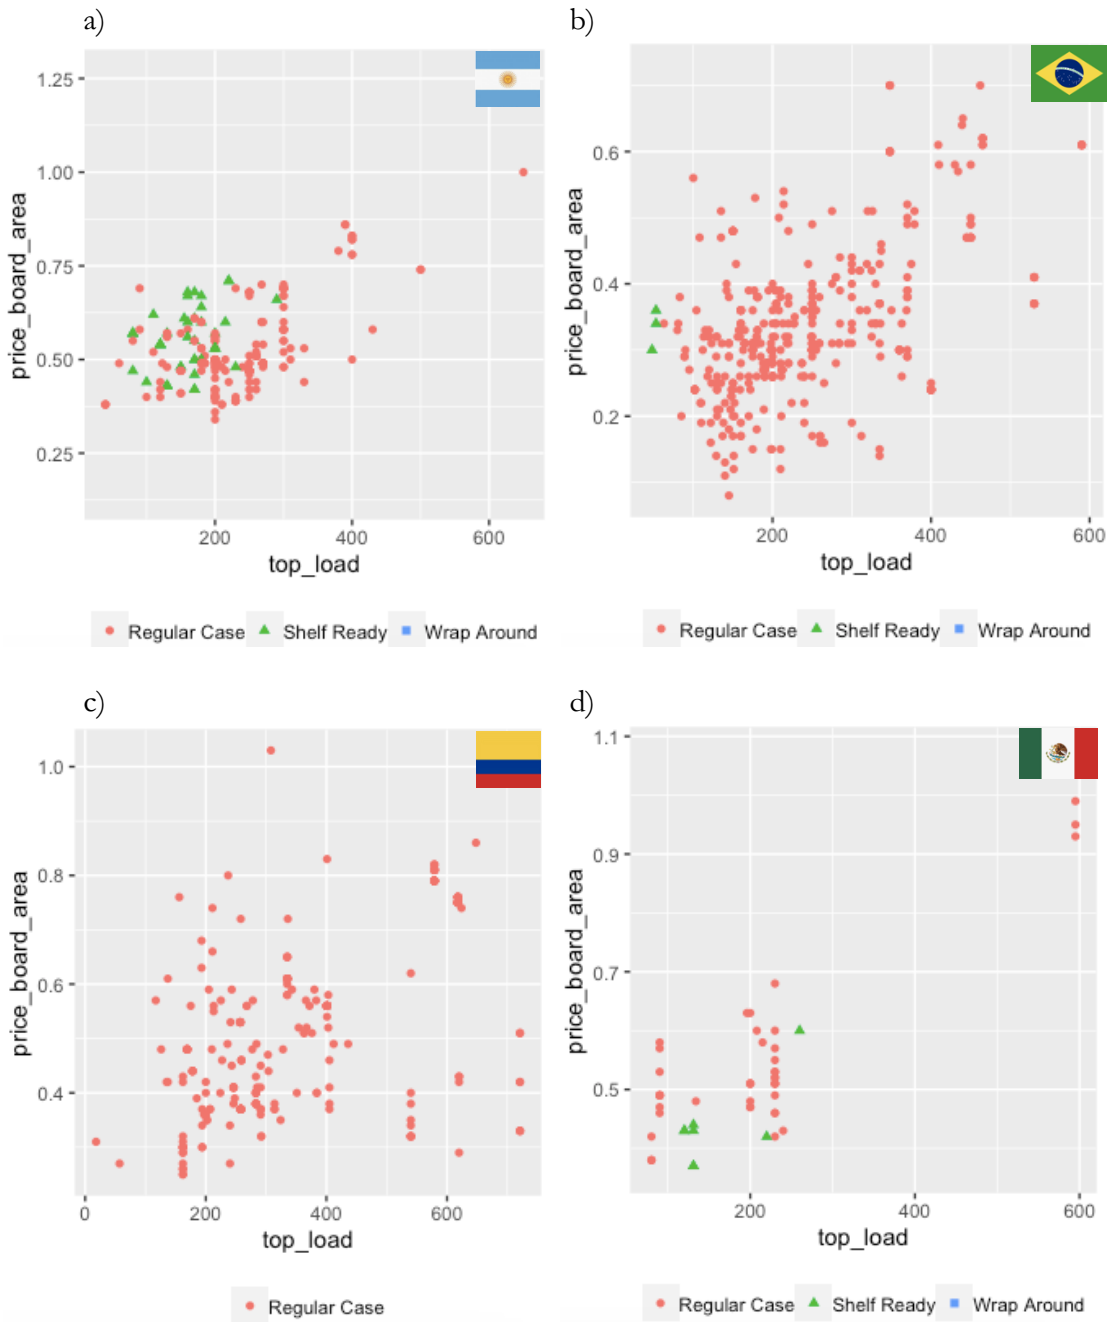 a)
1.25
1.00
0.75
0.50
0.25
price_board_area
200
400
600
top_load
Regular Case
Shelf Ready
Wrap Around
b)
0.6
0.4
0.2
price_board_area
200
400
600
top_load
Regular Case
Shelf Ready
Wrap Around
c)
1.0
0.8
0.6
0.4
price_board_area
0
200
400
600
top_load
Regular Case
d)
1.1
0.9
0.7
0.5
price_board_area
200
400
600
top_load
Regular Case
Shelf Ready
Wrap Around